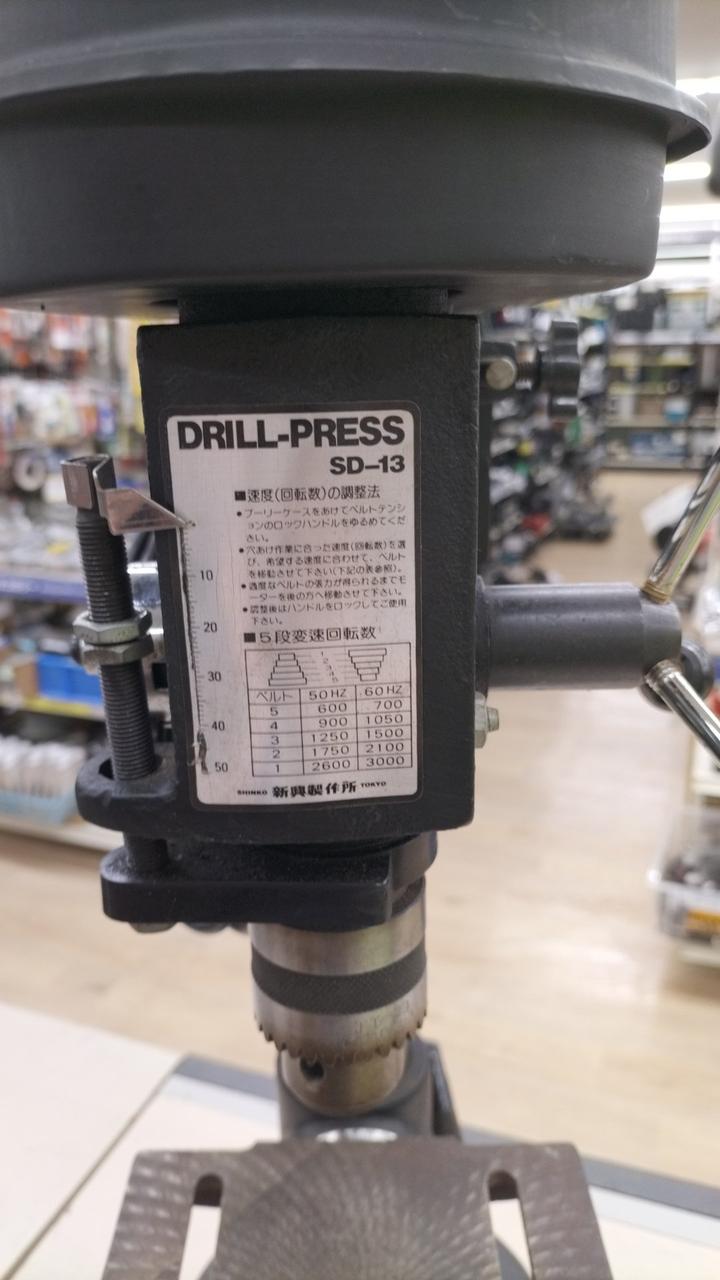 DRILL-PRESS
SD-13
■速度(回転数)の調整法
●プーリーケースをあけてベルトテンシ
ョンのロックハンドルをゆるめてくだ
さい。
●穴あけ作業に合った速度(回転数)を選
び、希望する速度に合わせて、ベルト
を移動させて下さい(下記の表参照)。
●適度なベルトの張力が得られるまでモ
ーターを後の方へ移動させて下さい。
●調整後はハンドルをロックしてご使用
下さい。
10
20
30
40
50
■5段変速回転数
1
2
3
4
5
ベルト 50HZ 60HZ
5 600 700
4 900 1050
3 1250 1500
2 1750 2100
1 2600 3000
SHINKO 新興製作所 TOKYO